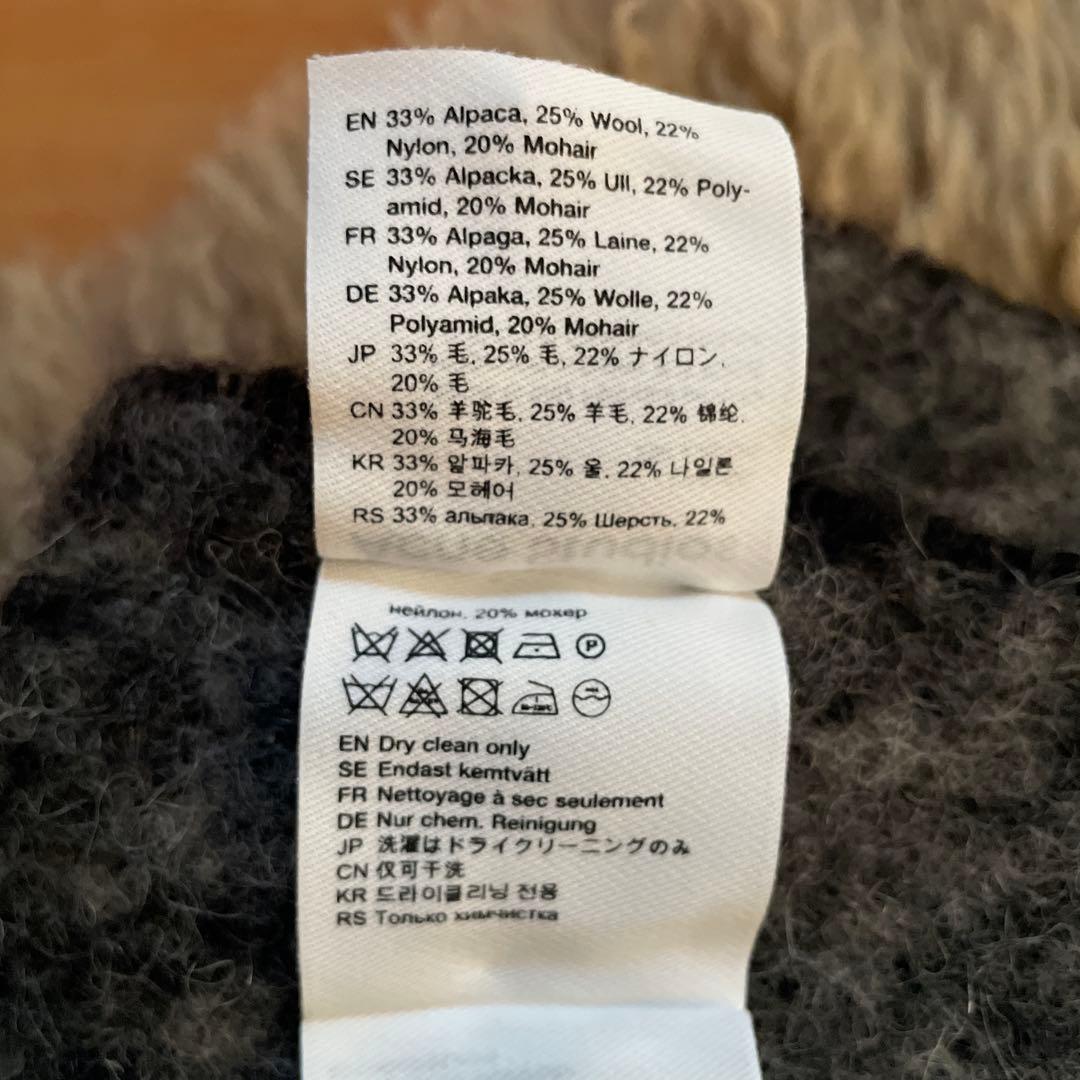 EN 33% Alpaca, 25% Wool, 22%
Nylon, 20% Mohair
SE 33% Alpacka, 25% Ull, 22% Poly-
amid, 20% Mohair
FR 33% Alpaga, 25% Laine, 22%
Nylon, 20% Mohair
DE 33% Alpaka, 25% Wolle, 22%
Polyamid, 20% Mohair
JP 33% 毛, 25% 毛, 22% ナイロン,
20% 毛
CN 33% 羊驼毛, 25% 羊毛, 22% 锦纶,
20% 马海毛
KR 33% 알파카, 25% 울, 22% 나일론
20% 모헤어
RS 33% альпака, 25% Шерсть, 22%
нейлон, 20% мохер
P
EN Dry clean only
SE Endast kemtvätt
FR Nettoyage à sec seulement
DE Nur chem. Reinigung
JP 洗濯はドライクリーニングのみ
CN 仅可干洗
KR 드라이클리닝 전용
RS Только химчистка